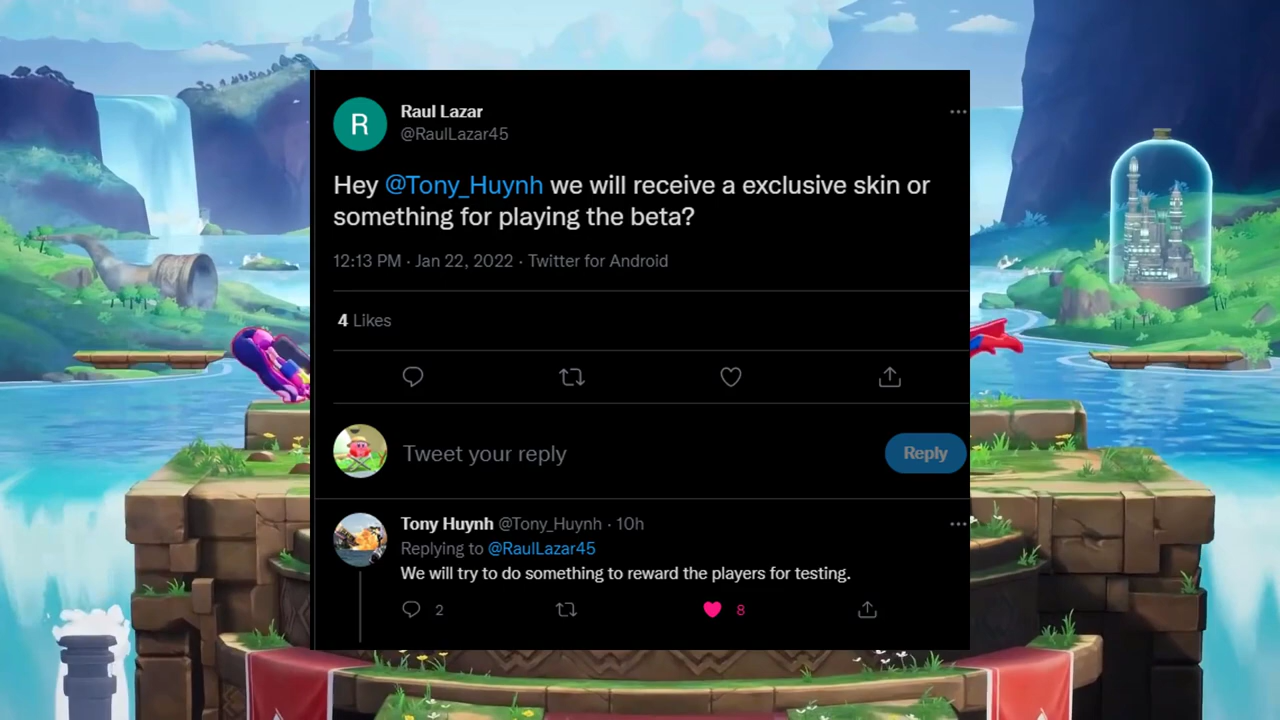 R
Raul Lazar
@RaulLazar45
Hey @Tony_Huynh we will receive a exclusive skin or
something for playing the beta?
12:13 PM · Jan 22, 2022 · Twitter for Android
4 Likes
Tweet your reply
Reply
Tony Huynh @Tony_Huynh · 10h
Replying to @RaulLazar45
We will try to do something to reward the players for testing.
2
8